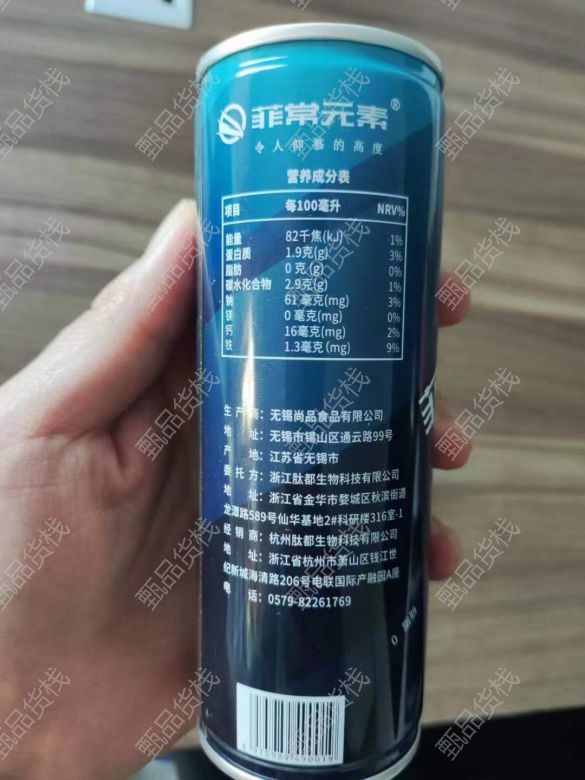 菲常元素®
令人仰慕的高度
营养成分表
项目 每100毫升 NRV%
能量 82千焦(kJ) 1%
蛋白质 1.9克(g) 3%
脂肪 0克(g) 0%
碳水化合物 2.9克(g) 1%
钠 61毫克(mg) 3%
镁 0毫克(mg) 0%
钙 16毫克(mg) 2%
铁 1.3毫克(mg) 9%
生产商：无锡尚品食品有限公司
地址：无锡市锡山区通云路99号
产地：江苏省无锡市
委托方：浙江肽都生物科技有限公司
地址：浙江省金华市婺城区秋滨街道
龙潭路589号仙华基地2#科研楼316室-1
经销商：杭州肽都生物科技有限公司
地址：浙江省杭州市萧山区钱江世
纪新城海清路206号电联国际产融园A座
电话：0579-82261769
0 脂肪
甄品货栈